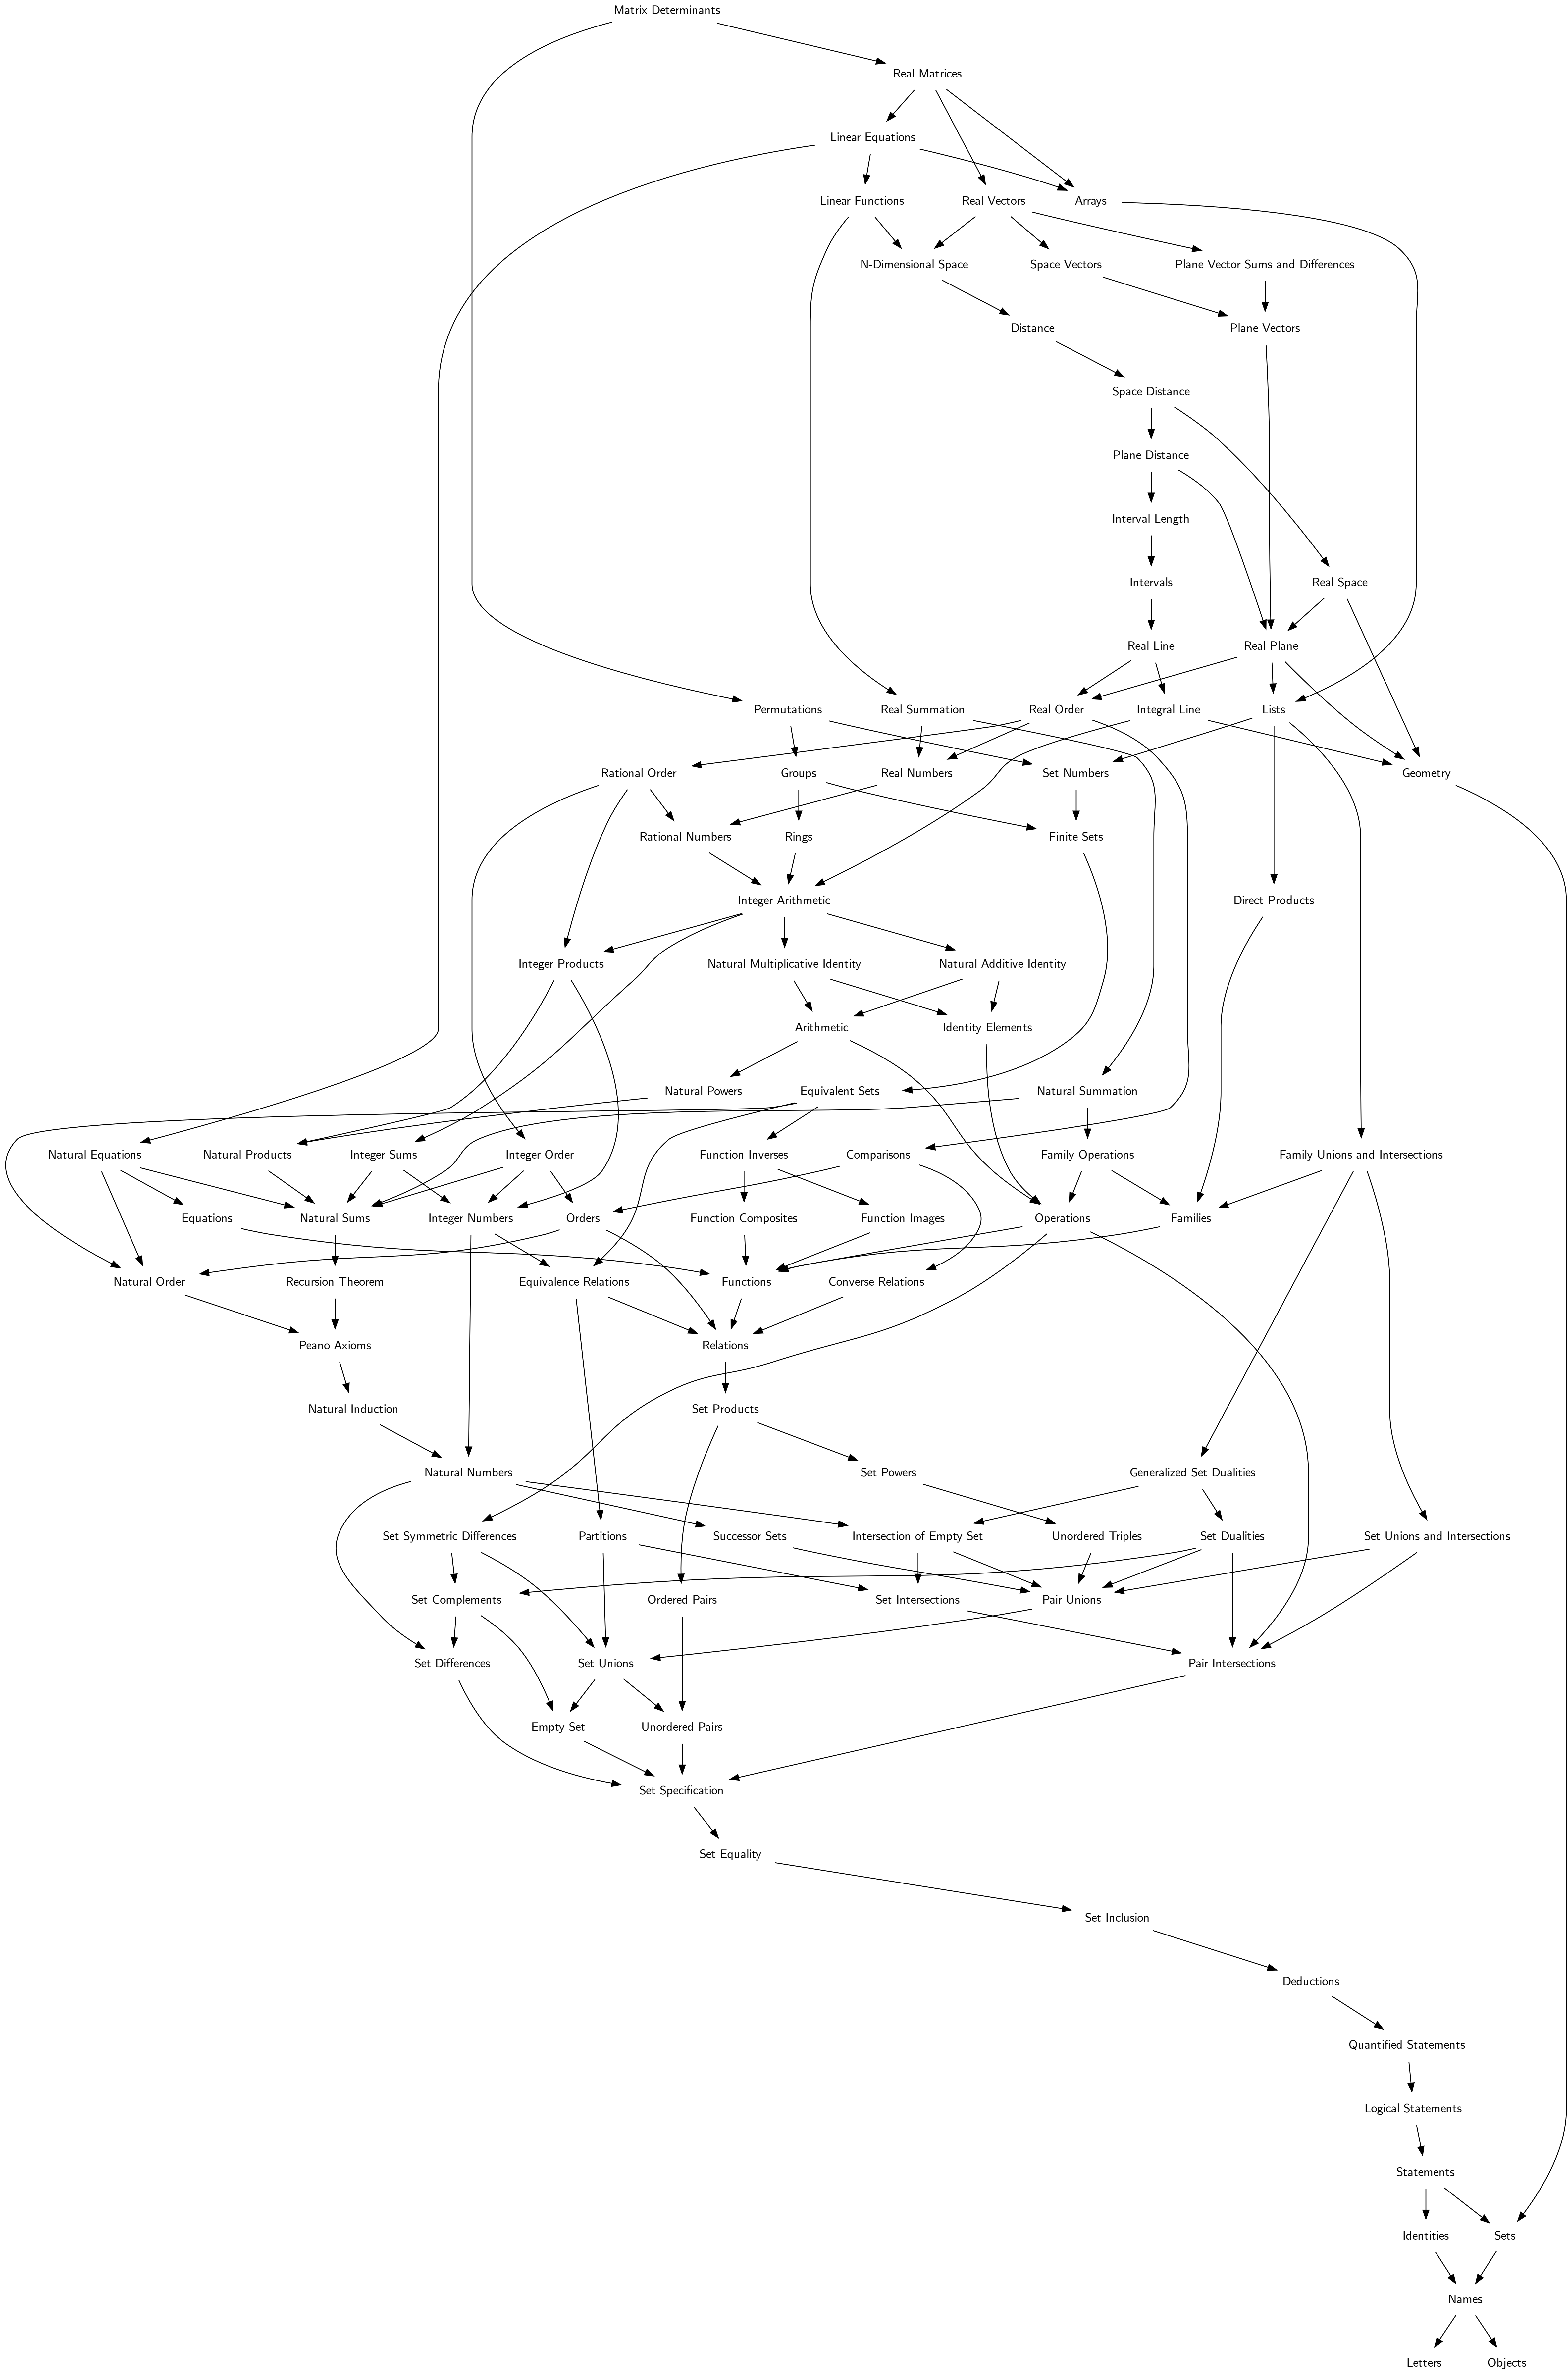 Matrix Determinants
Real Matrices
Linear Equations
Linear Functions
Real Vectors
Arrays
N-Dimensional Space
Space Vectors
Plane Vector Sums and Differences
Distance
Plane Vectors
Space Distance
Plane Distance
Interval Length
Intervals
Real Space
Real Line
Real Plane
Permutations
Real Summation
Real Order
Integral Line
Lists
Rational Order
Groups
Real Numbers
Set Numbers
Geometry
Rational Numbers
Rings
Finite Sets
Integer Arithmetic
Direct Products
Integer Products
Natural Multiplicative Identity
Natural Additive Identity
Arithmetic
Identity Elements
Natural Powers
Equivalent Sets
Natural Summation
Natural Equations
Natural Products
Integer Sums
Integer Order
Function Inverses
Comparisons
Family Operations
Family Unions and Intersections
Equations
Natural Sums
Integer Numbers
Orders
Function Composites
Function Images
Operations
Families
Natural Order
Recursion Theorem
Equivalence Relations
Functions
Converse Relations
Peano Axioms
Relations
Natural Induction
Set Products
Natural Numbers
Set Powers
Generalized Set Dualities
Set Symmetric Differences
Partitions
Successor Sets
Intersection of Empty Set
Unordered Triples
Set Dualities
Set Unions and Intersections
Set Complements
Ordered Pairs
Set Intersections
Pair Unions
Set Differences
Set Unions
Pair Intersections
Empty Set
Unordered Pairs
Set Specification
Set Equality
Set Inclusion
Deductions
Quantified Statements
Logical Statements
Statements
Identities
Sets
Names
Letters
Objects